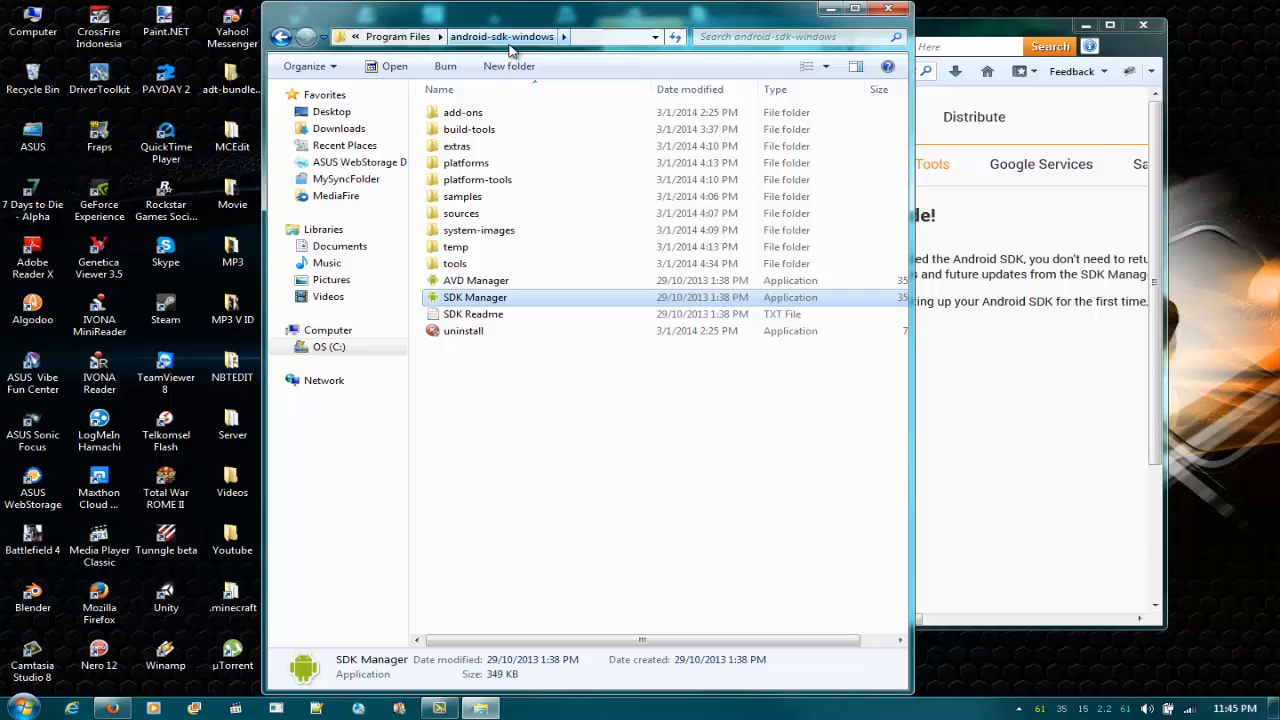 Computer
CrossFire Indonesia
Paint.NET
Yahoo! Messenger
Recycle Bin
DriverToolkit
PAYDAY 2
adt-bundle...
ASUS
99
Fraps
QuickTime Player
MCEdit
7 Days to Die - Alpha
GeForce Experience
Rockstar Games Soci...
Movie
Adobe Reader X
Genetica Viewer 3.5
Skype
MP3
Algodoo
IVONA MiniReader
Steam
MP3 V ID
ASUS Vibe Fun Center
IVONA Reader
TeamViewer 8
NBTEDIT
ASUS Sonic Focus
LogMeIn Hamachi
Telkomsel Flash
Server
ASUS WebStorage
Maxthon Cloud ...
Total War ROME II
Videos
Battlefield 4
Media Player Classic
Tunngle beta
Youtube
Blender
Mozilla Firefox
Unity
.minecraft
Camtasia Studio 8
Nero 12
Winamp
µTorrent
« Program Files android-sdk-windows
Search android-sdk-windows
Organize Open Burn New folder
Favorites
Desktop
Downloads
Recent Places
ASUS WebStorage D
MySyncFolder
MediaFire
Libraries
Documents
Music
Pictures
Videos
Computer
OS (C:)
Network
Name Date modified Type Size
add-ons 3/1/2014 2:25 PM File folder
build-tools 3/1/2014 3:37 PM File folder
extras 3/1/2014 4:10 PM File folder
platforms 3/1/2014 4:13 PM File folder
platform-tools 3/1/2014 4:10 PM File folder
samples 3/1/2014 4:06 PM File folder
sources 3/1/2014 4:07 PM File folder
system-images 3/1/2014 4:09 PM File folder
temp 3/1/2014 4:13 PM File folder
tools 3/1/2014 4:34 PM File folder
AVD Manager 29/10/2013 1:38 PM Application 35
SDK Manager 29/10/2013 1:38 PM Application 35
SDK Readme 29/10/2013 1:38 PM TXT File
uninstall 3/1/2014 2:25 PM Application 7
SDK Manager Date modified: 29/10/2013 1:38 PM Date created: 29/10/2013 1:38 PM
Application Size: 349 KB
Here Search
Feedback
Distribute
Tools Google Services Sa
de!
ed the Android SDK, you don't need to retu
s and future updates from the SDK Manag
king up your Android SDK for the first time,
61 35 15 2.2 61 11:45 PM